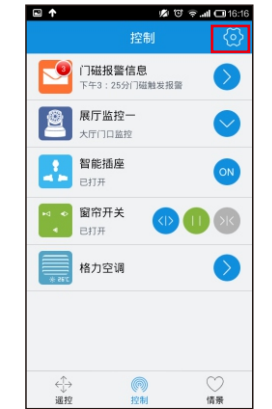 16:16
控制
门磁报警信息
下午3：25分门磁触发报警
展厅监控一
大厅门口监控
智能插座
已打开
ON
窗帘开关
已打开
格力空调
遥控 控制 情景